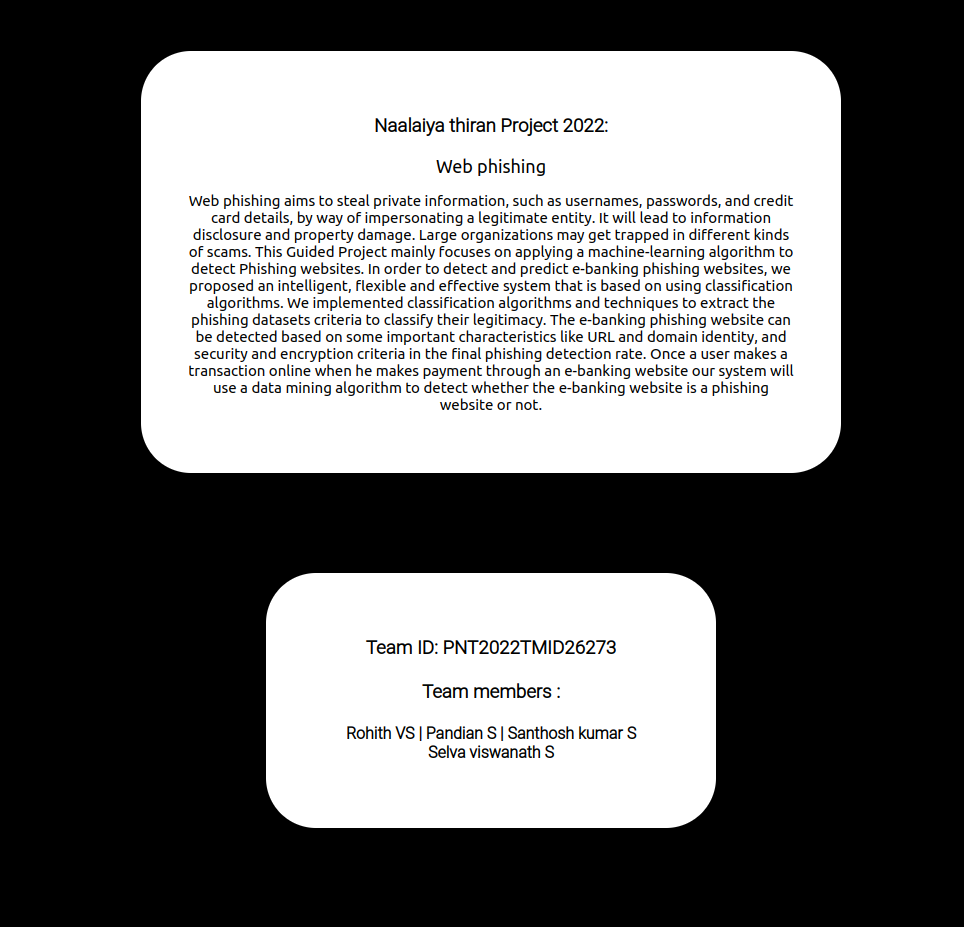 Naalaiya thiran Project 2022:
Web phishing
Web phishing aims to steal private information, such as usernames, passwords, and credit
card details, by way of impersonating a legitimate entity. It will lead to information
disclosure and property damage. Large organizations may get trapped in different kinds
of scams. This Guided Project mainly focuses on applying a machine-learning algorithm to
detect Phishing websites. In order to detect and predict e-banking phishing websites, we
proposed an intelligent, flexible and effective system that is based on using classification
algorithms. We implemented classification algorithms and techniques to extract the
phishing datasets criteria to classify their legitimacy. The e-banking phishing website can
be detected based on some important characteristics like URL and domain identity, and
security and encryption criteria in the final phishing detection rate. Once a user makes a
transaction online when he makes payment through an e-banking website our system will
use a data mining algorithm to detect whether the e-banking website is a phishing
website or not.
Team ID: PNT2022TMID26273
Team members :
Rohith VS | Pandian S | Santhosh kumar S
Selva viswanath S